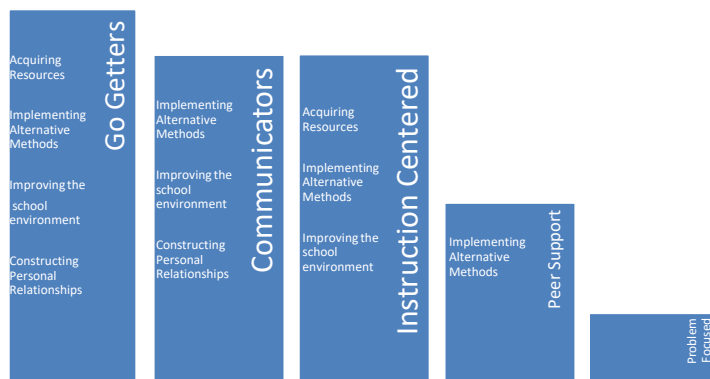 Acquiring
Resources
Implementing
Alternative
Methods
Improving the
school
environment
Constructing
Personal
Relationships
Go Getters
Implementing
Alternative
Methods
Improving the
school
environment
Constructing
Personal
Relationships
Communicators
Acquiring
Resources
Implementing
Alternative
Methods
Improving the
school
environment
Instruction Centered
Implementing
Alternative
Methods
Peer Support
Problem
Focused